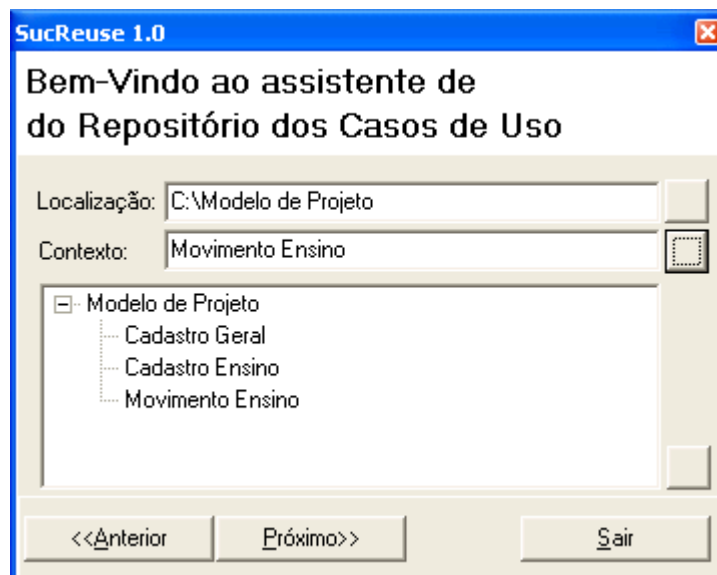 SucReuse 1.0
Bem-Vindo ao assistente de
do Repositório dos Casos de Uso
Localização: C:\Modelo de Projeto
Contexto: Movimento Ensino
Modelo de Projeto
Cadastro Geral
Cadastro Ensino
Movimento Ensino
<<Anterior Próximo>> Sair